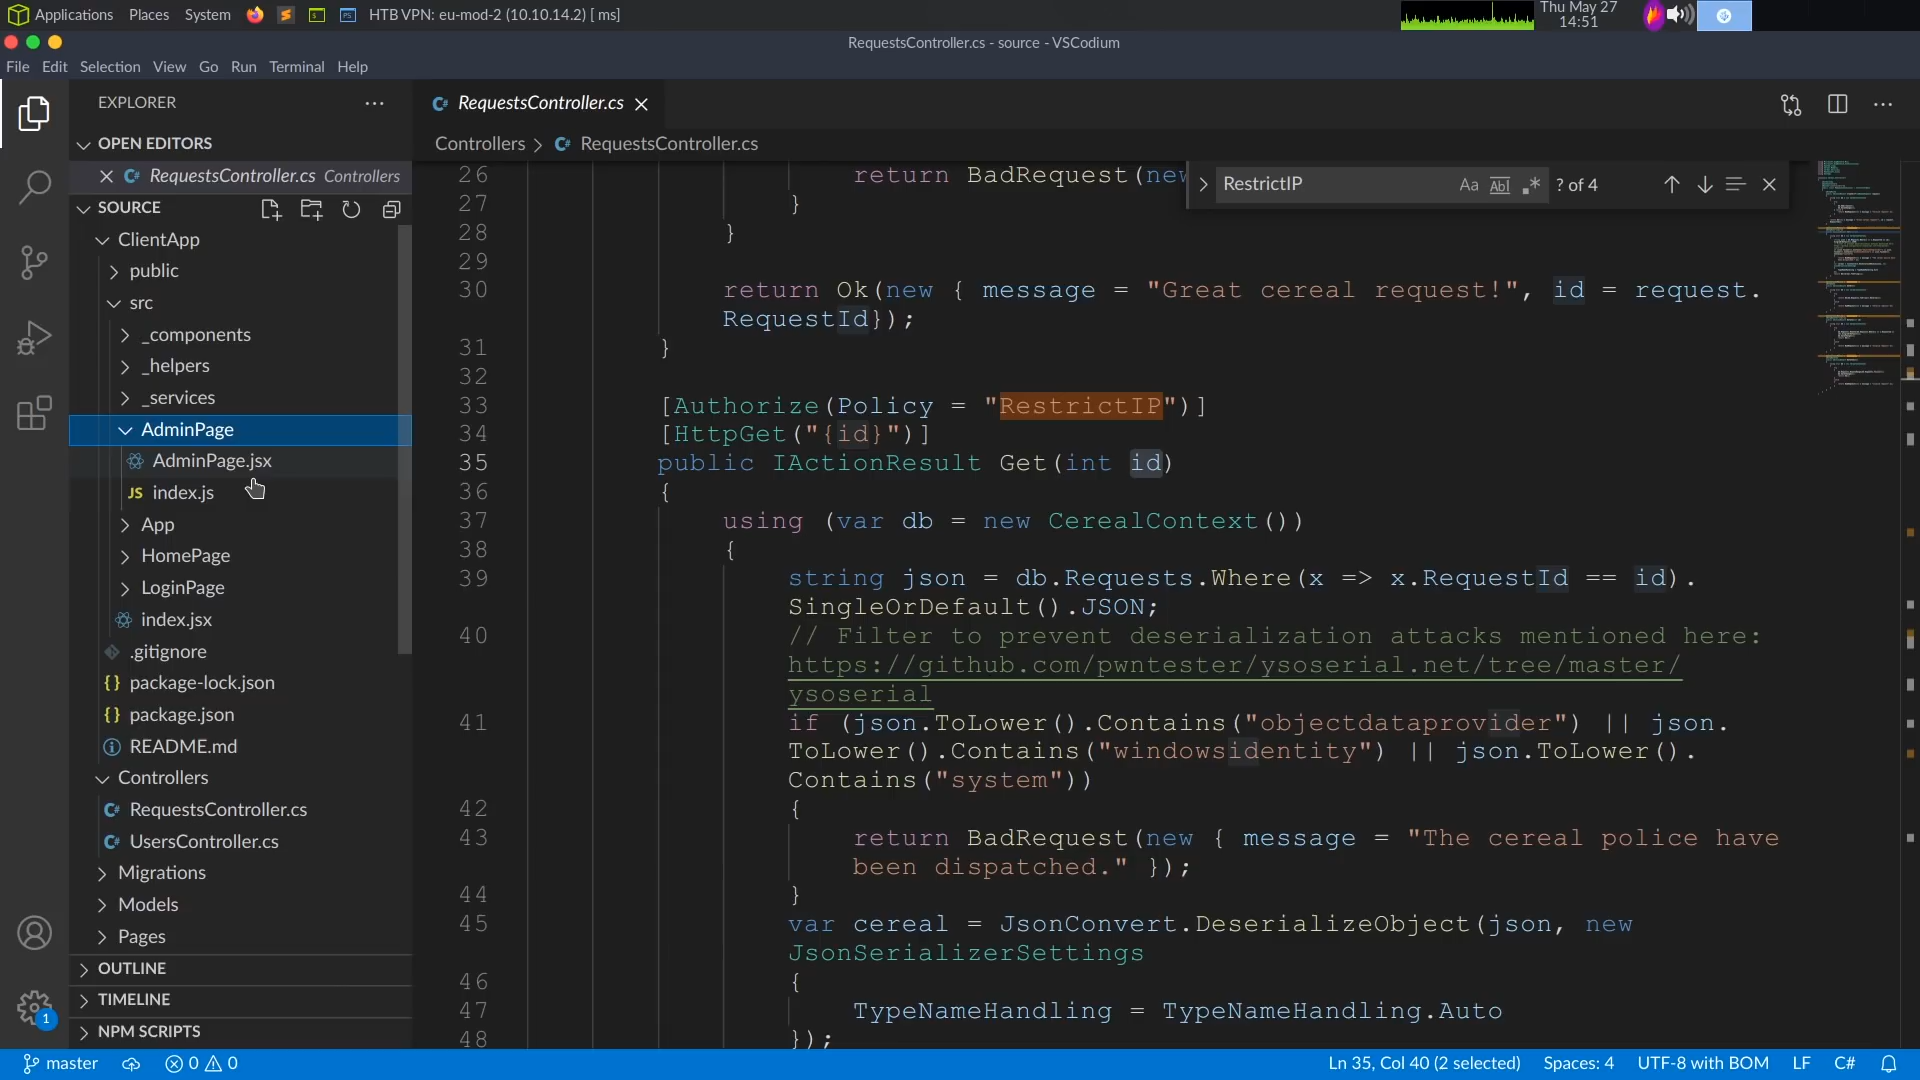 Applications Places System HTB VPN: eu-mod-2 (10.10.14.2) [ ms] Thu May 27
14:51
RequestsController.cs - source - VSCodium
File Edit Selection View Go Run Terminal Help
EXPLORER
RequestsController.cs
OPEN EDITORS
Controllers > RequestsController.cs
RequestsController.cs Controllers
RestrictIP Aa Abl .* ? of 4
SOURCE
ClientApp
public
src
_components
_helpers
_services
AdminPage
AdminPage.jsx
JS index.js
App
HomePage
LoginPage
index.jsx
.gitignore
{} package-lock.json
{} package.json
README.md
Controllers
RequestsController.cs
UsersController.cs
Migrations
Models
Pages
OUTLINE
TIMELINE
NPM SCRIPTS
1
26 return BadRequest(new
27 }
28 }
29
30 return Ok(new { message = "Great cereal request!", id = request.
RequestId});
31 }
32
33 [Authorize(Policy = "RestrictIP")]
34 [HttpGet("{id}")]
35 public IActionResult Get(int id)
36 {
37 using (var db = new CerealContext())
38 {
39 string json = db.Requests.Where(x => x.RequestId == id).
SingleOrDefault().JSON;
40 // Filter to prevent deserialization attacks mentioned here:
https://github.com/pwntester/ysoserial.net/tree/master/
ysoserial
41 if (json.ToLower().Contains("objectdataprovider") || json.
ToLower().Contains("windowsidentity") || json.ToLower().
Contains("system"))
42 {
43 return BadRequest(new { message = "The cereal police have
been dispatched." });
44 }
45 var cereal = JsonConvert.DeserializeObject(json, new
JsonSerializerSettings
46 {
47 TypeNameHandling = TypeNameHandling.Auto
48 });
master 0 0 Ln 35, Col 40 (2 selected) Spaces: 4 UTF-8 with BOM LF C#